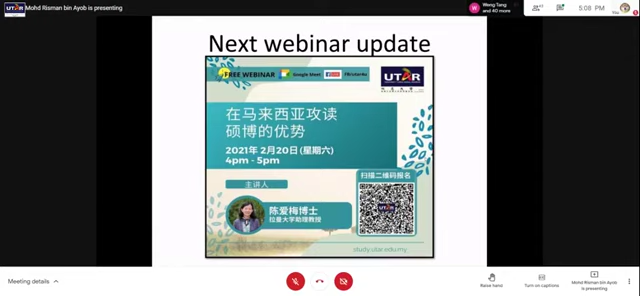 UTAR
Mohd Risman bin Ayob is presenting
W
Weng Tang
and 40 more
5:08 PM
You
Next webinar update
FREE WEBINAR
Google Meet
UTAR
在马来西亚攻读
硕博的优势
2021年 2月20日(星期六)
4pm - 5pm
主讲人
陈爱梅博士
拉曼大学助理教授
扫描二维码报名
UTAR
study.utar.edu.my
Meeting details
Raise hand
Turn on captions
Mohd Risman bin Ayob
is presenting